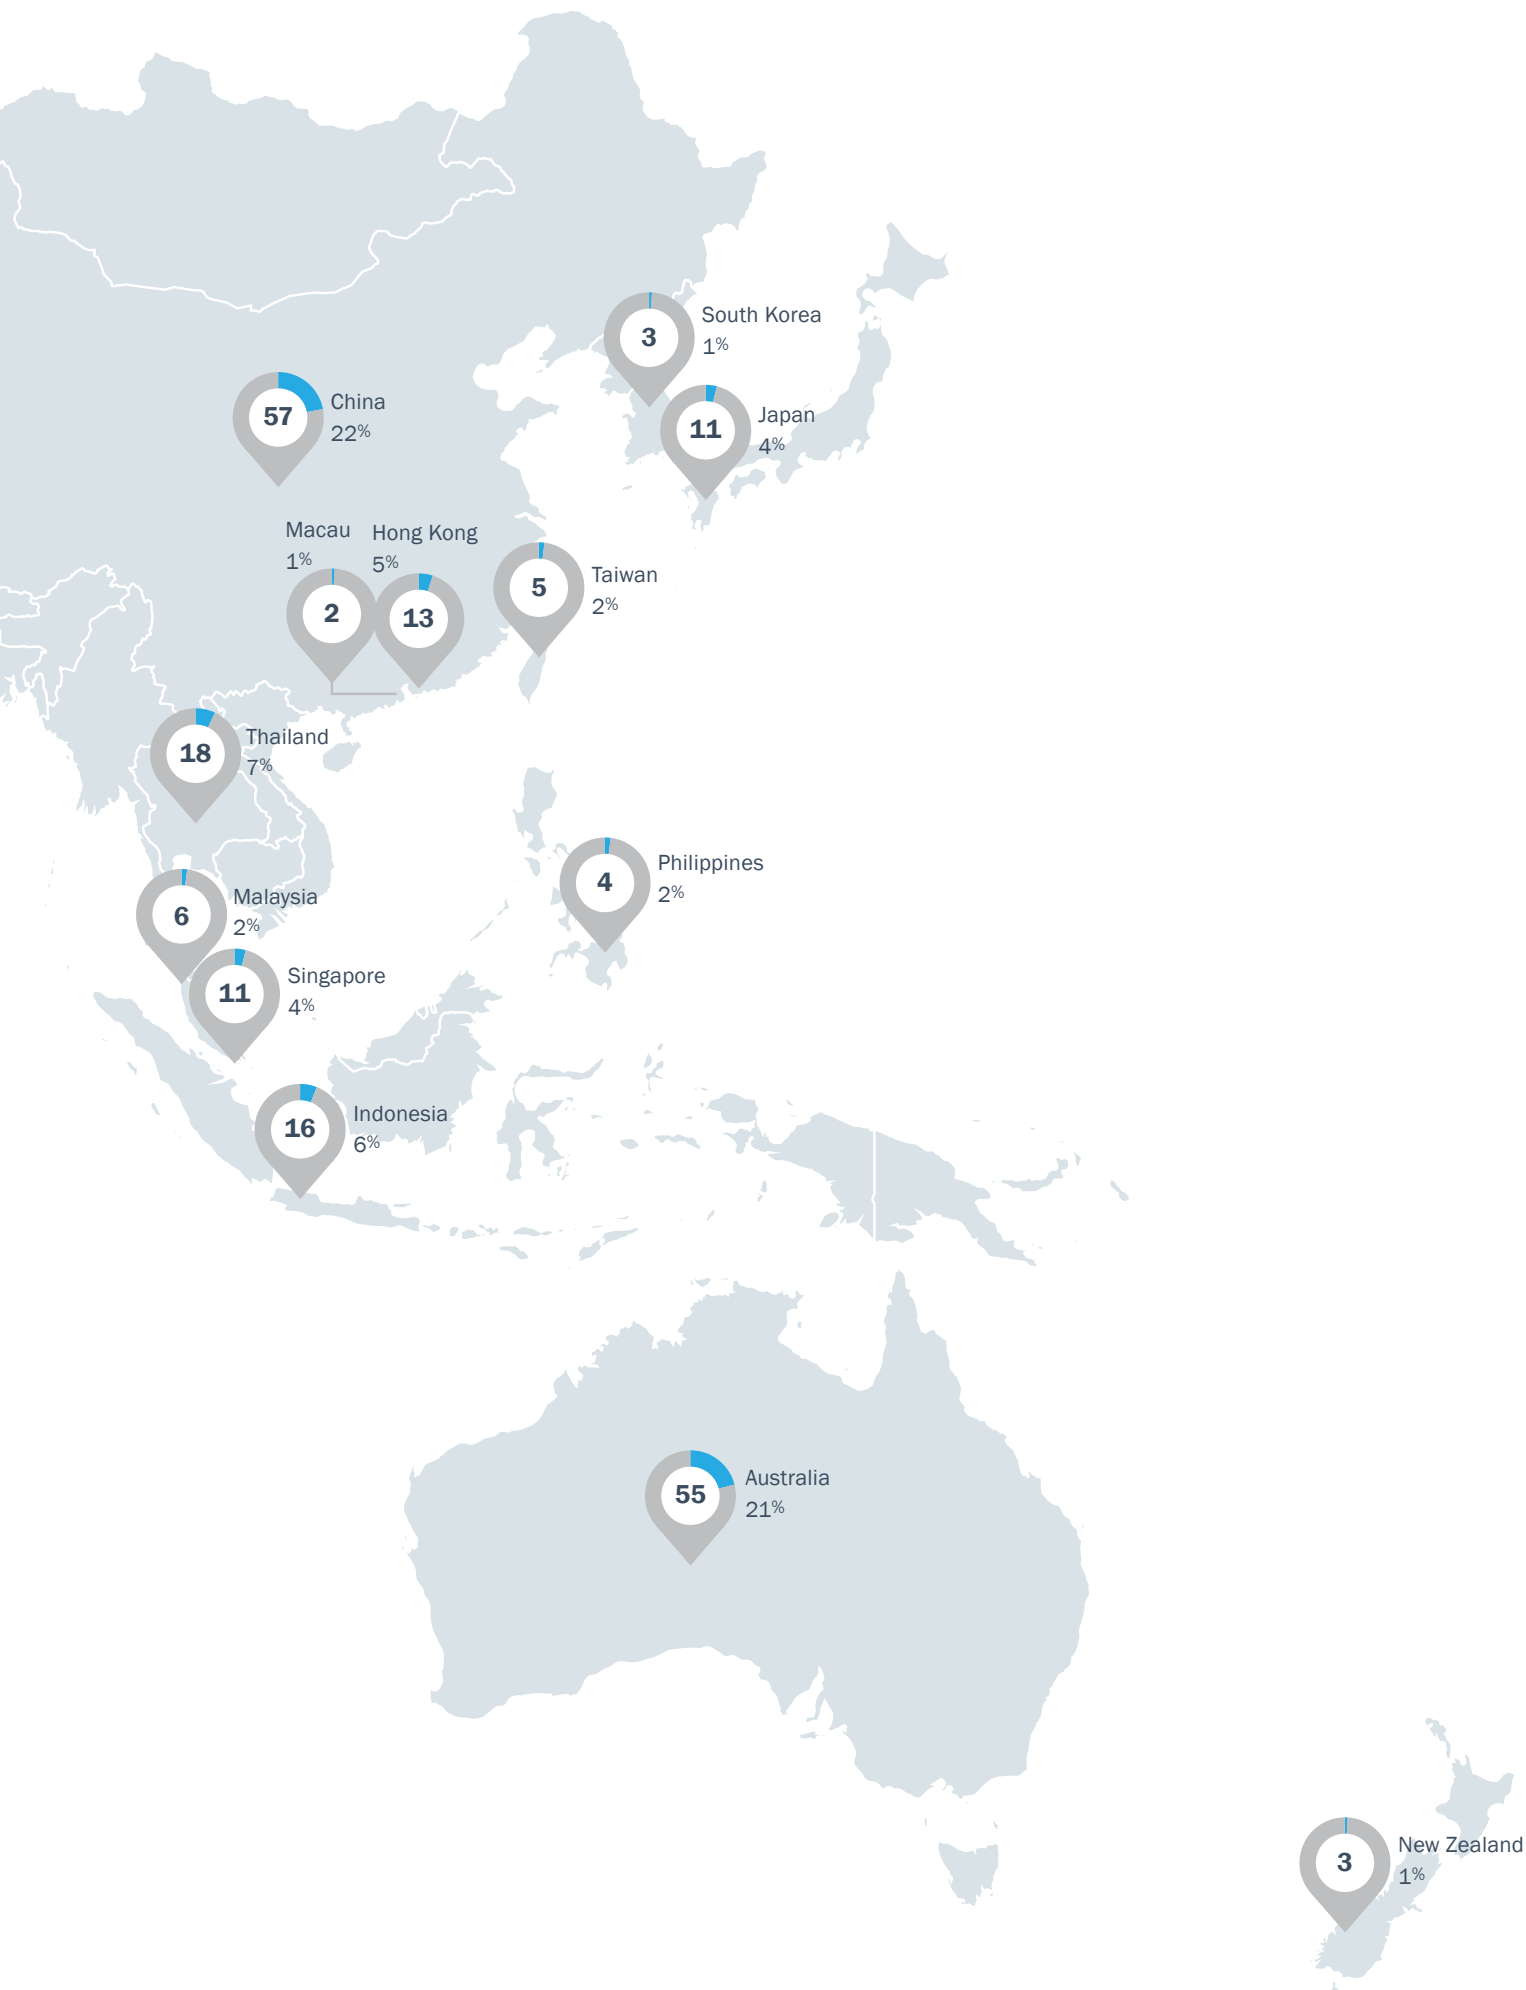 3
South Korea
1%
57
China
22%
11
Japan
4%
Macau
1%
2
Hong Kong
5%
13
5
Taiwan
2%
18
Thailand
7%
4
Philippines
2%
6
Malaysia
2%
11
Singapore
4%
16
Indonesia
6%
55
Australia
21%
3
New Zealand
1%